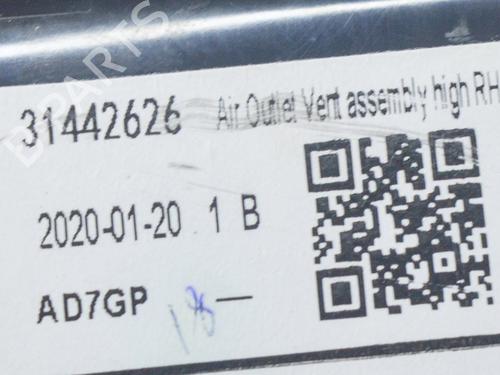 31442626 Air Outlet Vent assembly high RH
2020-01-20 1 B
AD7GP —